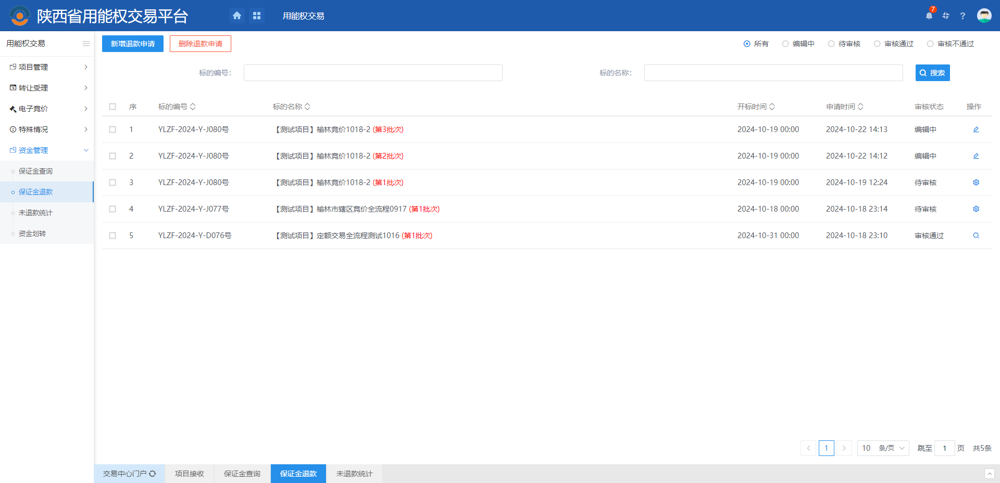 陕西省用能权交易平台
用能权交易
7
?
用能权交易
项目管理
转让受理
电子竞价
特殊情况
资金管理
保证金查询
保证金退款
未退款统计
资金划转
新增退款申请 删除退款申请 所有 编辑中 待审核 审核通过 审核不通过
标的编号: 标的名称: 搜索
序 标的编号 标的名称 开标时间 申请时间 审核状态 操作
1 YLZF-2024-Y-J080号 【测试项目】榆林竞价1018-2 (第3批次) 2024-10-19 00:00 2024-10-22 14:13 编辑中
2 YLZF-2024-Y-J080号 【测试项目】榆林竞价1018-2 (第2批次) 2024-10-19 00:00 2024-10-22 14:12 编辑中
3 YLZF-2024-Y-J080号 【测试项目】榆林竞价1018-2 (第1批次) 2024-10-19 00:00 2024-10-19 12:24 待审核
4 YLZF-2024-Y-J077号 【测试项目】榆林市辖区竞价全流程0917 (第1批次) 2024-10-18 00:00 2024-10-18 23:14 待审核
5 YLZF-2024-Y-D076号 【测试项目】定额交易全流程测试1016 (第1批次) 2024-10-31 00:00 2024-10-18 23:10 审核通过
1 10 条/页 跳至 1 页 共5条
交易中心门户 项目接收 保证金查询 保证金退款 未退款统计